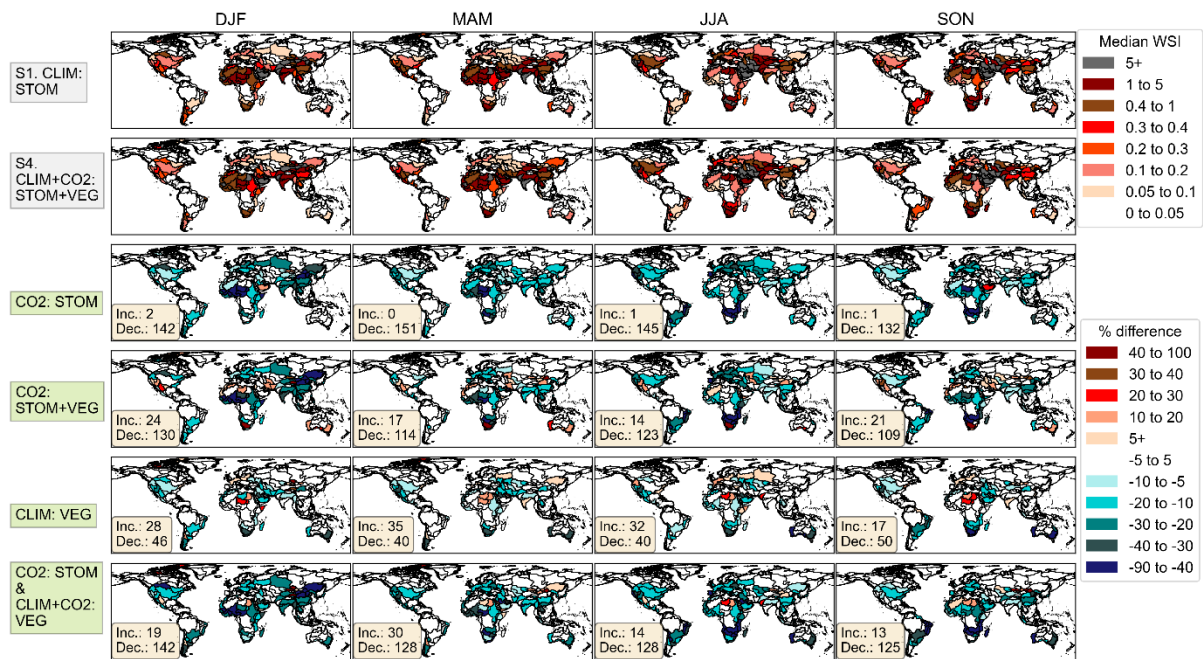 DJF MAM JJA SON
S1. CLIM:
STOM
Median WSI
5+
1 to 5
0.4 to 1
0.3 to 0.4
0.2 to 0.3
0.1 to 0.2
0.05 to 0.1
0 to 0.05
S4.
CLIM+CO2:
STOM+VEG
CO2: STOM
Inc.: 2
Dec.: 142
Inc.: 0
Dec.: 151
Inc.: 1
Dec.: 145
Inc.: 1
Dec.: 132
% difference
40 to 100
30 to 40
20 to 30
10 to 20
5+
-5 to 5
-10 to -5
-20 to -10
-30 to -20
-40 to -30
-90 to -40
CO2:
STOM+VEG
Inc.: 24
Dec.: 130
Inc.: 17
Dec.: 114
Inc.: 14
Dec.: 123
Inc.: 21
Dec.: 109
CLIM: VEG
Inc.: 28
Dec.: 46
Inc.: 35
Dec.: 40
Inc.: 32
Dec.: 40
Inc.: 17
Dec.: 50
CO2: STOM
&
CLIM+CO2:
VEG
Inc.: 19
Dec.: 142
Inc.: 30
Dec.: 128
Inc.: 14
Dec.: 128
Inc.: 13
Dec.: 125